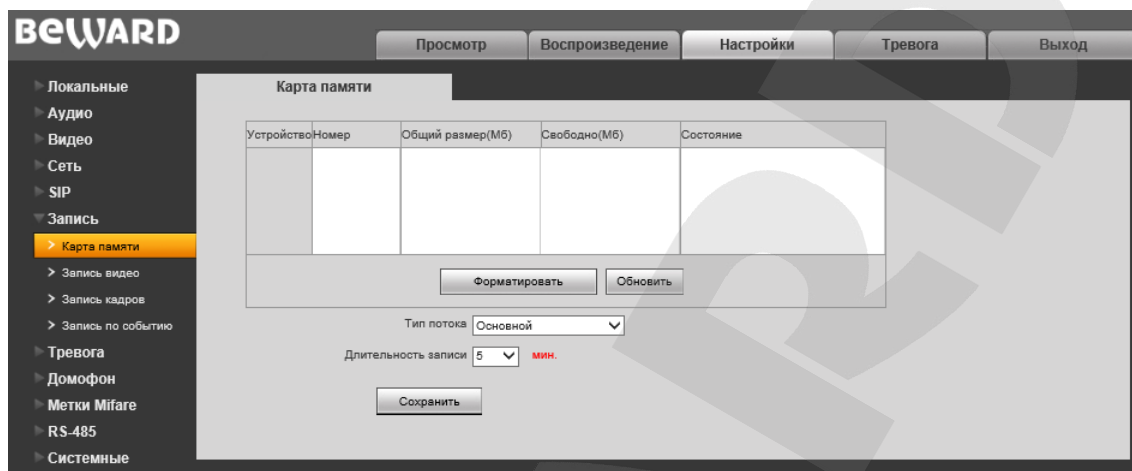 BEWARD
Просмотр Воспроизведение Настройки Тревога Выход
Локальные
Аудио
Видео
Сеть
SIP
Запись
Карта памяти
Запись видео
Запись кадров
Запись по событию
Тревога
Домофон
Метки Mifare
RS-485
Системные
Карта памяти
Устройство Номер Общий размер(Мб) Свободно(Мб) Состояние
Форматировать Обновить
Тип потока Основной
Длительность записи 5 мин.
Сохранить